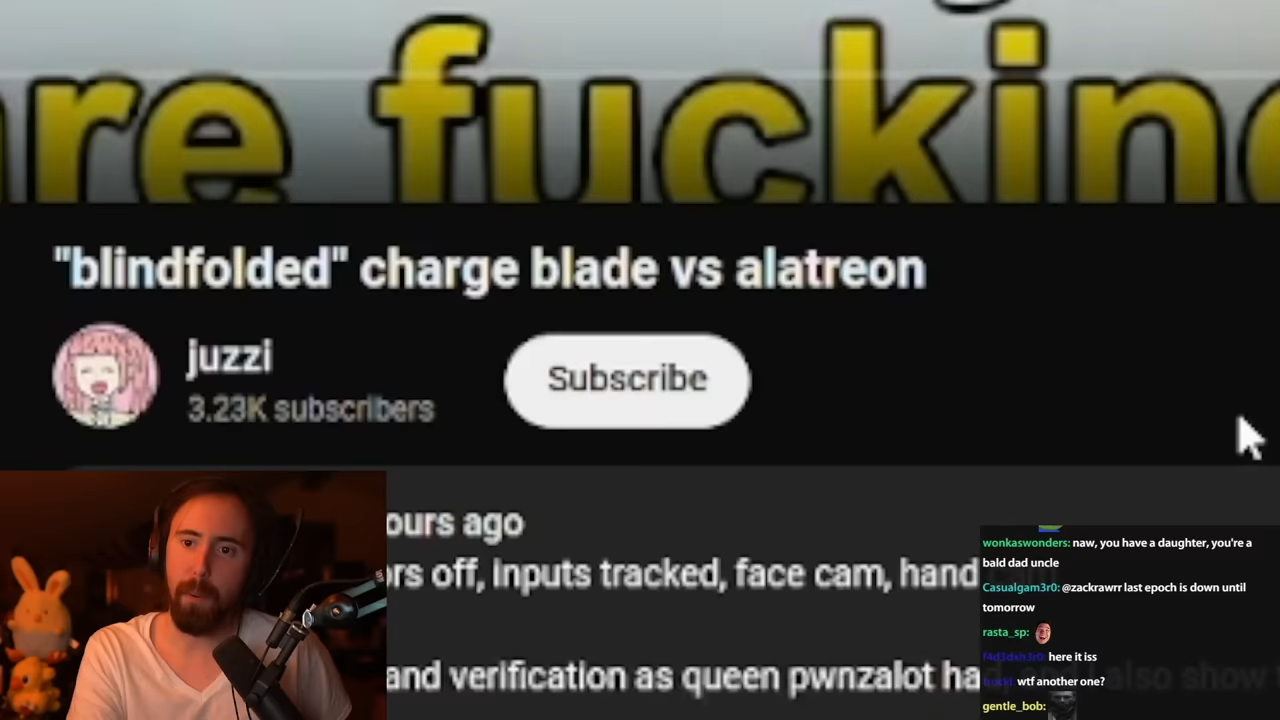 are fucking
"blindfolded" charge blade vs alatreon
juzzi
Subscribe
3.23K subscribers
ours ago
rs off, inputs tracked, face cam, hand
and verification as queen pwnzalot ha also show
wonkaswonders: naw, you have a daughter, you're a
bald dad uncle
Casualgam3r0: @zackrawrr last epoch is down until
tomorrow
rasta_sp:
here it iss
wtf another one?
gentle_bob: